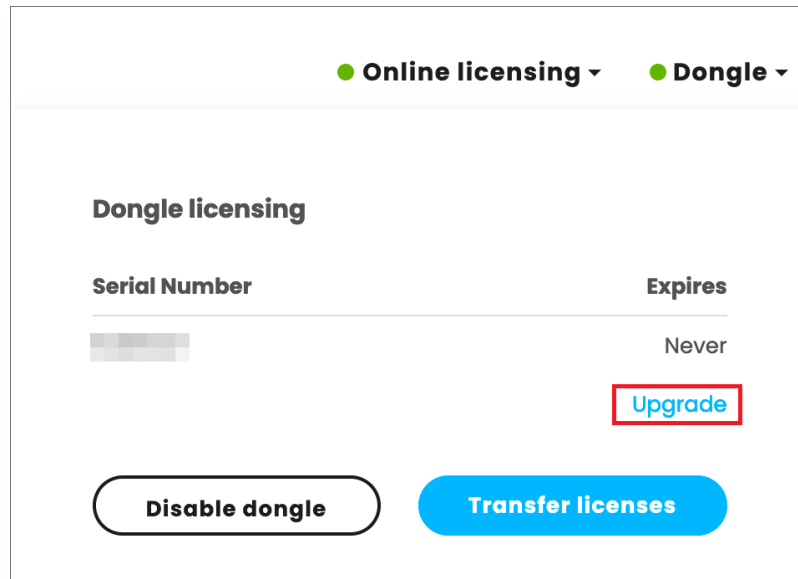 Online licensing Dongle
Dongle licensing
Serial Number Expires
Never
Upgrade
Disable dongle Transfer licenses